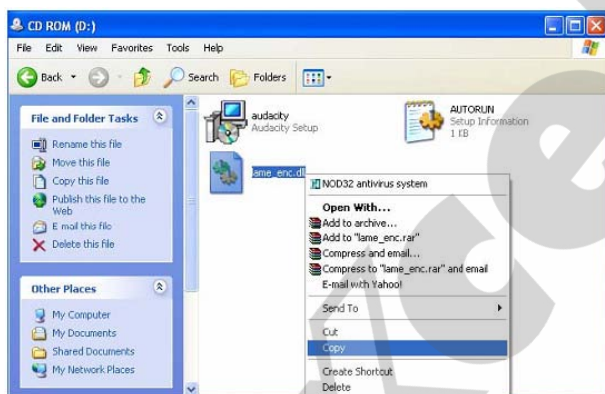 CD ROM (D:)
File Edit View Favorites Tools Help
Back Search Folders
File and Folder Tasks
Rename this file
Move this file
Copy this file
Publish this file to the
Web
E-mail this file
Delete this file
Other Places
My Computer
My Documents
Shared Documents
My Network Places
audacity
Audacity Setup
AUTORUN
Setup Information
1 KB
lame_enc.dll
NOD32 antivirus system
Open With...
Add to archive...
Add to "lame_enc.rar"
Compress and email...
Compress to "lame_enc.rar" and email
E-mail with Yahoo!
Send To
Cut
Copy
Create Shortcut
Delete